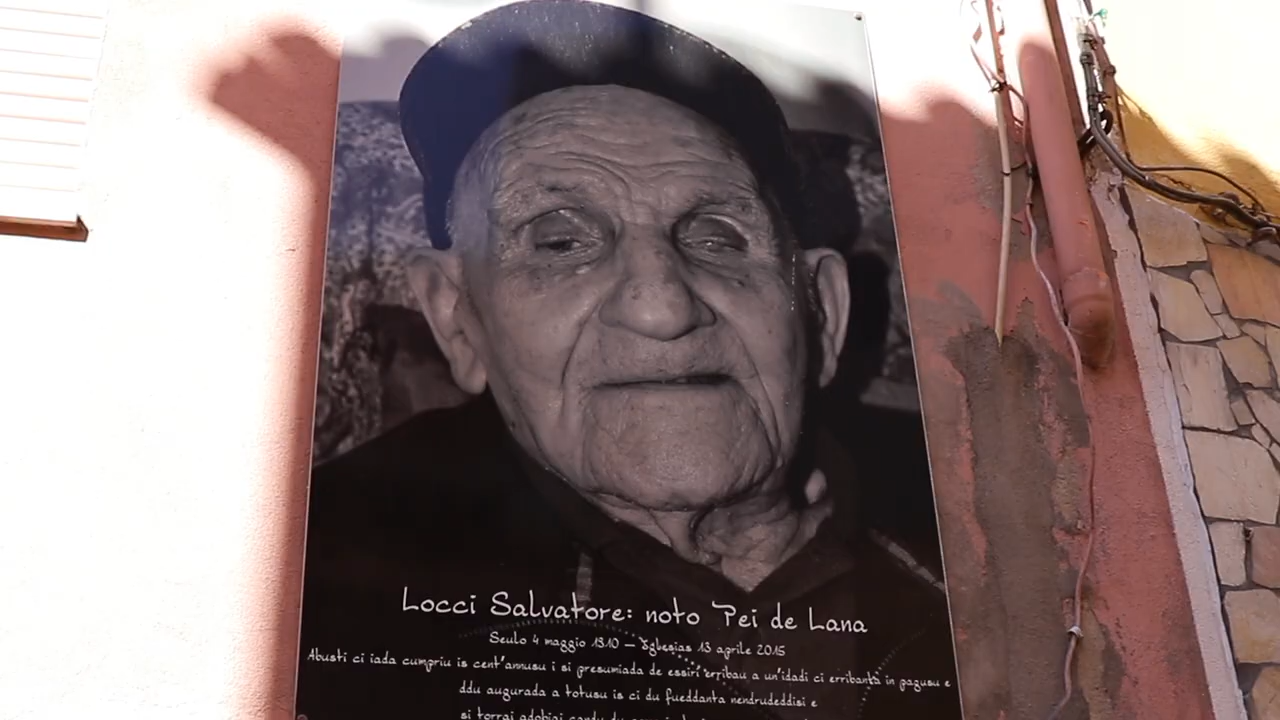 Locci Salvatore: noto Pei de Lana
Seulo 4 maggio 1910 — Iglesias 13 aprile 2015
Abusti ci iada cumpriu is cent'annusu i si presumiada de essiri erribau a un'idadi ci erribanta in pagusu e
ddu augurada a totusu is ci du fueddanta nendrudeddisi e
si torrai adobiai candu du